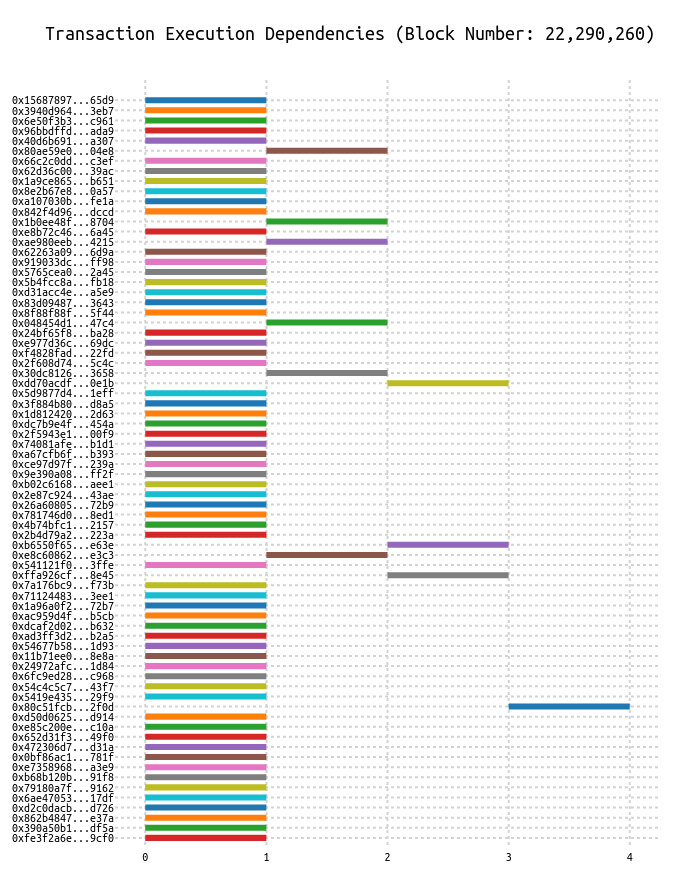 Transaction Execution Dependencies (Block Number: 22,290,260)
0x15687897...65d9
0x3940d964...3eb7
0x6e50f3b3...c961
0x96bbdffd...ada9
0x40d6b691...a307
0x80ae59e0...04e8
0x66c2c0dd...c3ef
0x62d36c00...39ac
0x1a9ce865...b651
0x8e2b67e8...0a57
0xa107030b...fe1a
0x842f4d96...dccd
0x1b0ee48f...8704
0xe8b72c46...6a45
0xae980eeb...4215
0x62263a09...6d9a
0x919033dc...ff98
0x5765cea0...2a45
0x5b4fcc8a...fb18
0xd31acc4e...a5e9
0x83d09487...3643
0x8f88f88f...5f44
0x048454d1...47c4
0x24bf65f8...ba28
0xe977d36c...69dc
0xf4828fad...22fd
0x2f608d74...5c4c
0x30dc8126...3658
0xdd70acdf...0e1b
0x5d9877d4...1eff
0x3f884b80...d8a5
0x1d812420...2d63
0xdc7b9e4f...454a
0x2f5943e1...00f9
0x74081afe...b1d1
0xa67cfb6f...b393
0xce97d97f...239a
0x9e390a08...ff2f
0xb02c6168...aee1
0x2e87c924...43ae
0x26a60805...72b9
0x781746d0...8ed1
0x4b74bfc1...2157
0x2b4d79a2...223a
0xb6550f65...e63e
0xe8c60862...e3c3
0x541121f0...3ffe
0xffa926cf...8e45
0x7a176bc9...f73b
0x71124483...3ee1
0x1a96a0f2...72b7
0xac959d4f...b5cb
0xdcaf2d02...b632
0xad3ff3d2...b2a5
0x54677b58...1d93
0x11b71ee0...8e8a
0x24972afc...1d84
0x6fc9ed28...c968
0x54c4c5c7...43f7
0x5419e435...29f9
0x80c51fcb...2f0d
0xd50d0625...d914
0xe85c200e...c10a
0x652d31f3...49f0
0x472306d7...d31a
0x0bf86ac1...781f
0xe7358968...a3e9
0xb68b120b...91f8
0x79180a7f...9162
0x6ae47053...17df
0xd2c0dacb...d726
0x862b4847...e37a
0x390a50b1...df5a
0xfe3f2a6e...9cf0
0 1 2 3 4